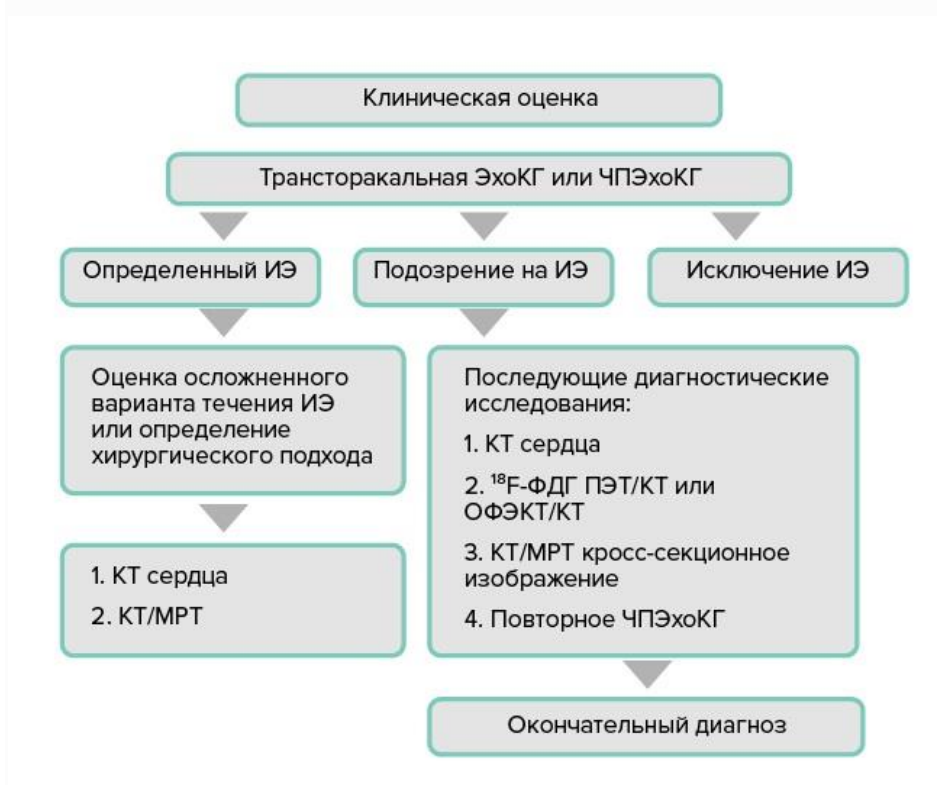 Клиническая оценка
Трансторакальная ЭхоКГ или ЧПЭхоКГ
Определенный ИЭ
Подозрение на ИЭ
Исключение ИЭ
Оценка осложненного
варианта течения ИЭ
или определение
хирургического подхода
1. КТ сердца
2. КТ/МРТ
Последующие диагностические
исследования:
1. КТ сердца
2. ¹⁸F-ФДГ ПЭТ/КТ или
ОФЭКТ/КТ
3. КТ/МРТ кросс-секционное
изображение
4. Повторное ЧПЭхоКГ
Окончательный диагноз